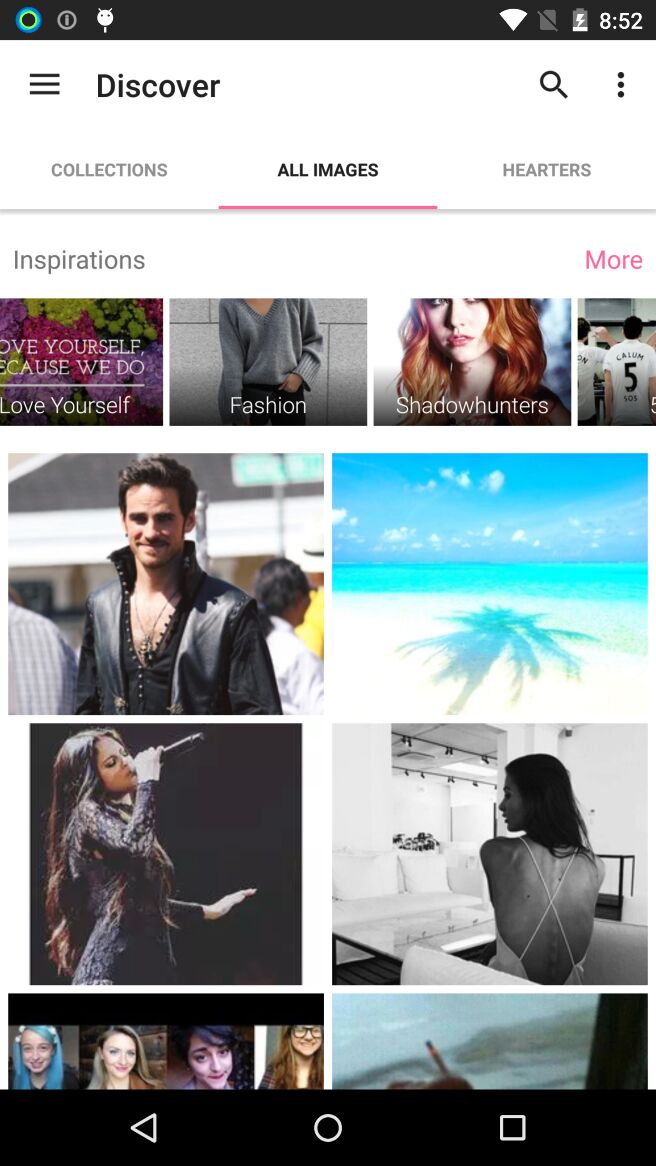 8:52
Discover
COLLECTIONS
ALL IMAGES
HEARTERS
Inspirations
More
OVE YOURSELF,
ECAUSE WE DO
Love Yourself
Fashion
Shadowhunters
ON
CALUM
5
SOS
5